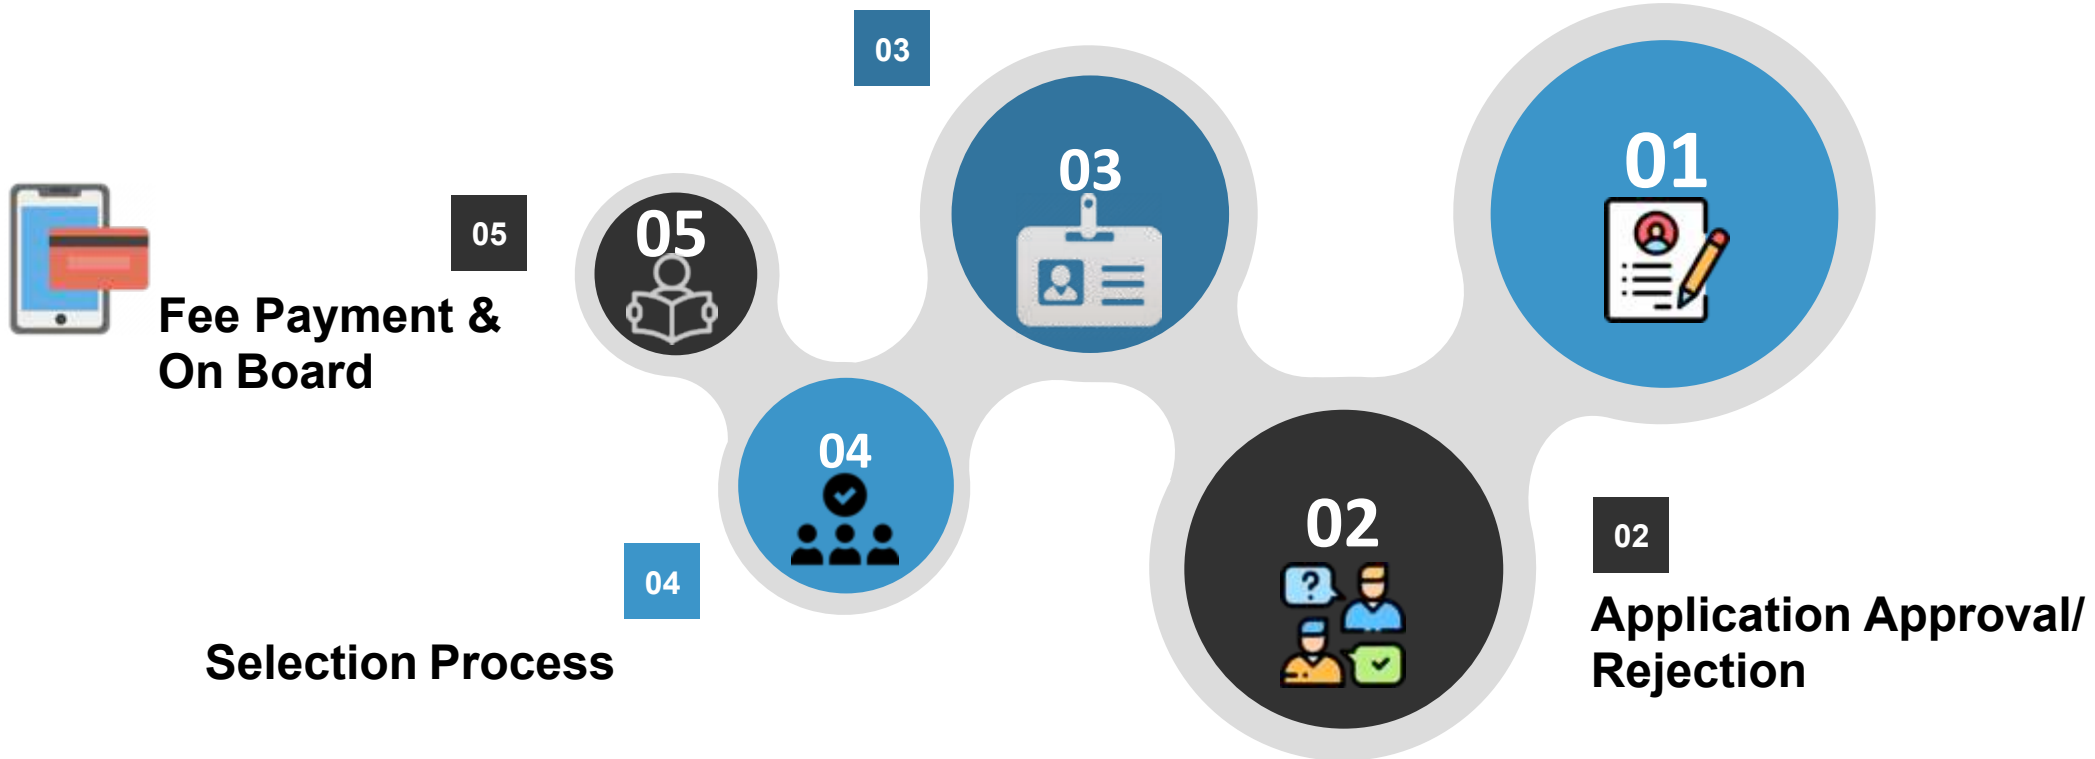 03
03
01
05
05
Fee Payment &
On Board
04
04
Selection Process
02
?
02
Application Approval/
Rejection